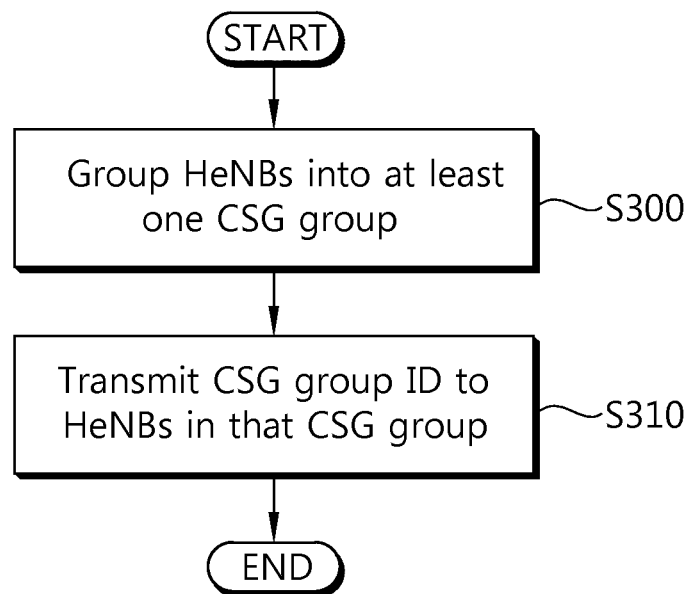 START
Group HeNBs into at least
one CSG group
S300
Transmit CSG group ID to
HeNBs in that CSG group
S310
END